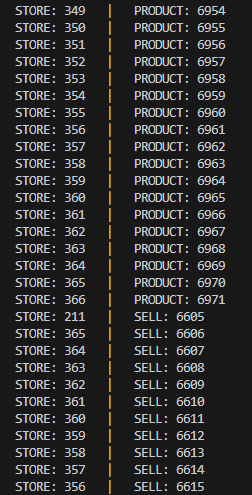 STORE: 349 | PRODUCT: 6954
STORE: 350 | PRODUCT: 6955
STORE: 351 | PRODUCT: 6956
STORE: 352 | PRODUCT: 6957
STORE: 353 | PRODUCT: 6958
STORE: 354 | PRODUCT: 6959
STORE: 355 | PRODUCT: 6960
STORE: 356 | PRODUCT: 6961
STORE: 357 | PRODUCT: 6962
STORE: 358 | PRODUCT: 6963
STORE: 359 | PRODUCT: 6964
STORE: 360 | PRODUCT: 6965
STORE: 361 | PRODUCT: 6966
STORE: 362 | PRODUCT: 6967
STORE: 363 | PRODUCT: 6968
STORE: 364 | PRODUCT: 6969
STORE: 365 | PRODUCT: 6970
STORE: 366 | PRODUCT: 6971
STORE: 211 | SELL: 6605
STORE: 365 | SELL: 6606
STORE: 364 | SELL: 6607
STORE: 363 | SELL: 6608
STORE: 362 | SELL: 6609
STORE: 361 | SELL: 6610
STORE: 360 | SELL: 6611
STORE: 359 | SELL: 6612
STORE: 358 | SELL: 6613
STORE: 357 | SELL: 6614
STORE: 356 | SELL: 6615